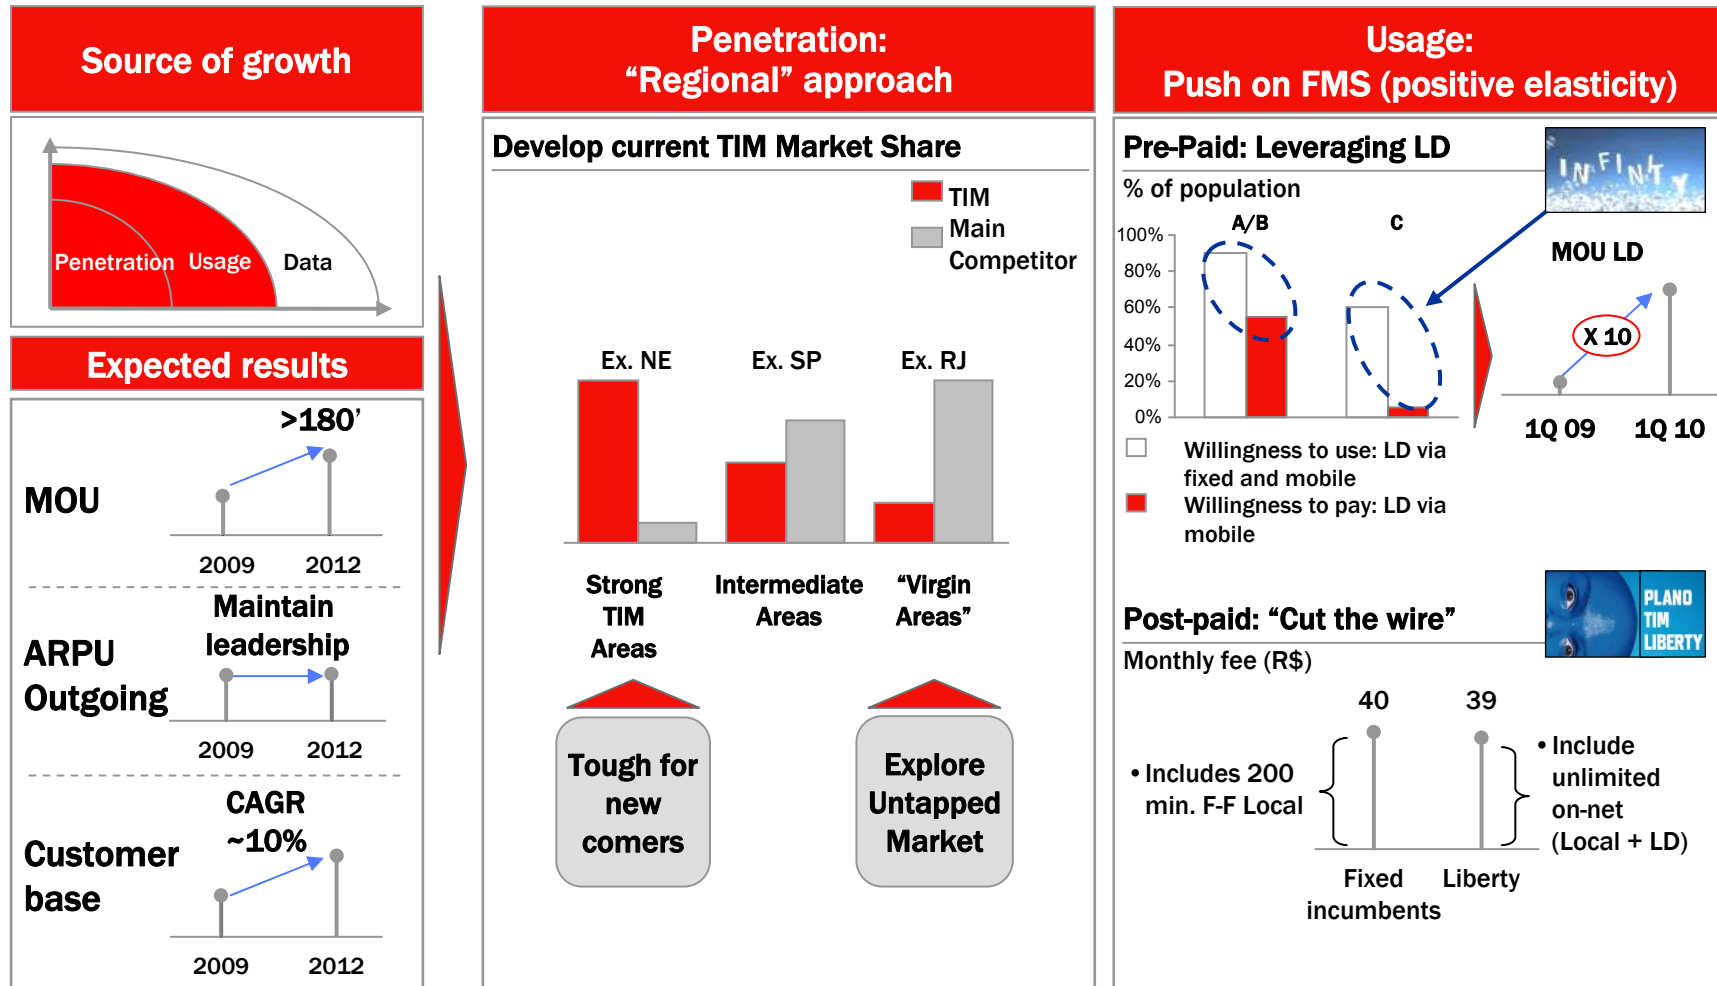 Source of growth
Penetration
Usage
Data
Expected results
>180’
MOU
2009
2012
Maintain
leadership
ARPU
Outgoing
2009
2012
CAGR
~10%
Customer
base
2009
2012
Penetration:
“Regional” approach
Develop current TIM Market Share
TIM
Main
Competitor
Ex. NE
Ex. SP
Ex. RJ
Strong
TIM
Areas
Intermediate
Areas
“Virgin
Areas”
Tough for
new
comers
Explore
Untapped
Market
Usage:
Push on FMS (positive elasticity)
Pre-Paid: Leveraging LD
INFINITY
% of population
A/B
C
100%
80%
60%
40%
20%
0%
MOU LD
X 10
1Q 09
1Q 10
Willingness to use: LD via
fixed and mobile
Willingness to pay: LD via
mobile
Post-paid: “Cut the wire”
PLANO
TIM
LIBERTY
Monthly fee (R$)
40
39
• Includes 200
min. F-F Local
• Include
unlimited
on-net
(Local + LD)
Fixed
incumbents
Liberty